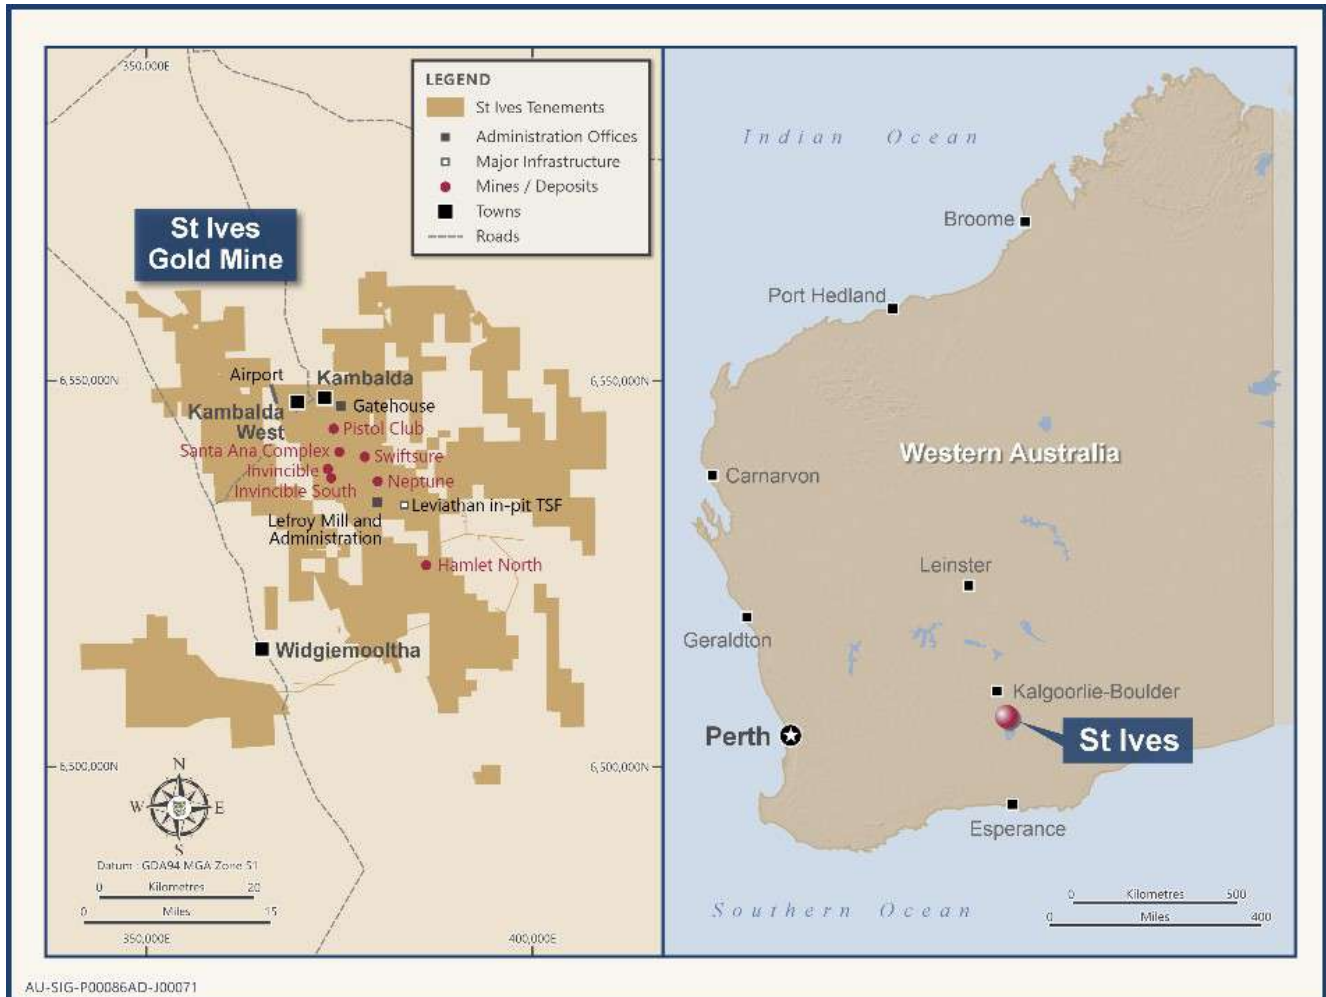 350,000E
LEGEND
St Ives Tenements
Administration Offices
Major Infrastructure
Mines / Deposits
Towns
Roads
St Ives
Gold Mine
6,550,000N
6,550,000N
Airport
Kambalda
Kambalda
West
Gatehouse
Pistol Club
Santa Ana Complex
Swiftsure
Invincible
Invincible South
Neptune
Leviathan in-pit TSF
Lefroy Mill and
Administration
Hamlet North
Widgiemooltha
6,500,000N
6,500,000N
N
W
E
S
Datum : GDA94 MGA Zone 51
0 Kilometres 20
0 Miles 15
350,000E
400,000E
Indian Ocean
Broome
Port Hedland
Western Australia
Carnarvon
Leinster
Geraldton
Kalgoorlie-Boulder
Perth
St Ives
Esperance
Southern Ocean
0 Kilometres 500
0 Miles 400
AU-SIG-P00086AD-J00071